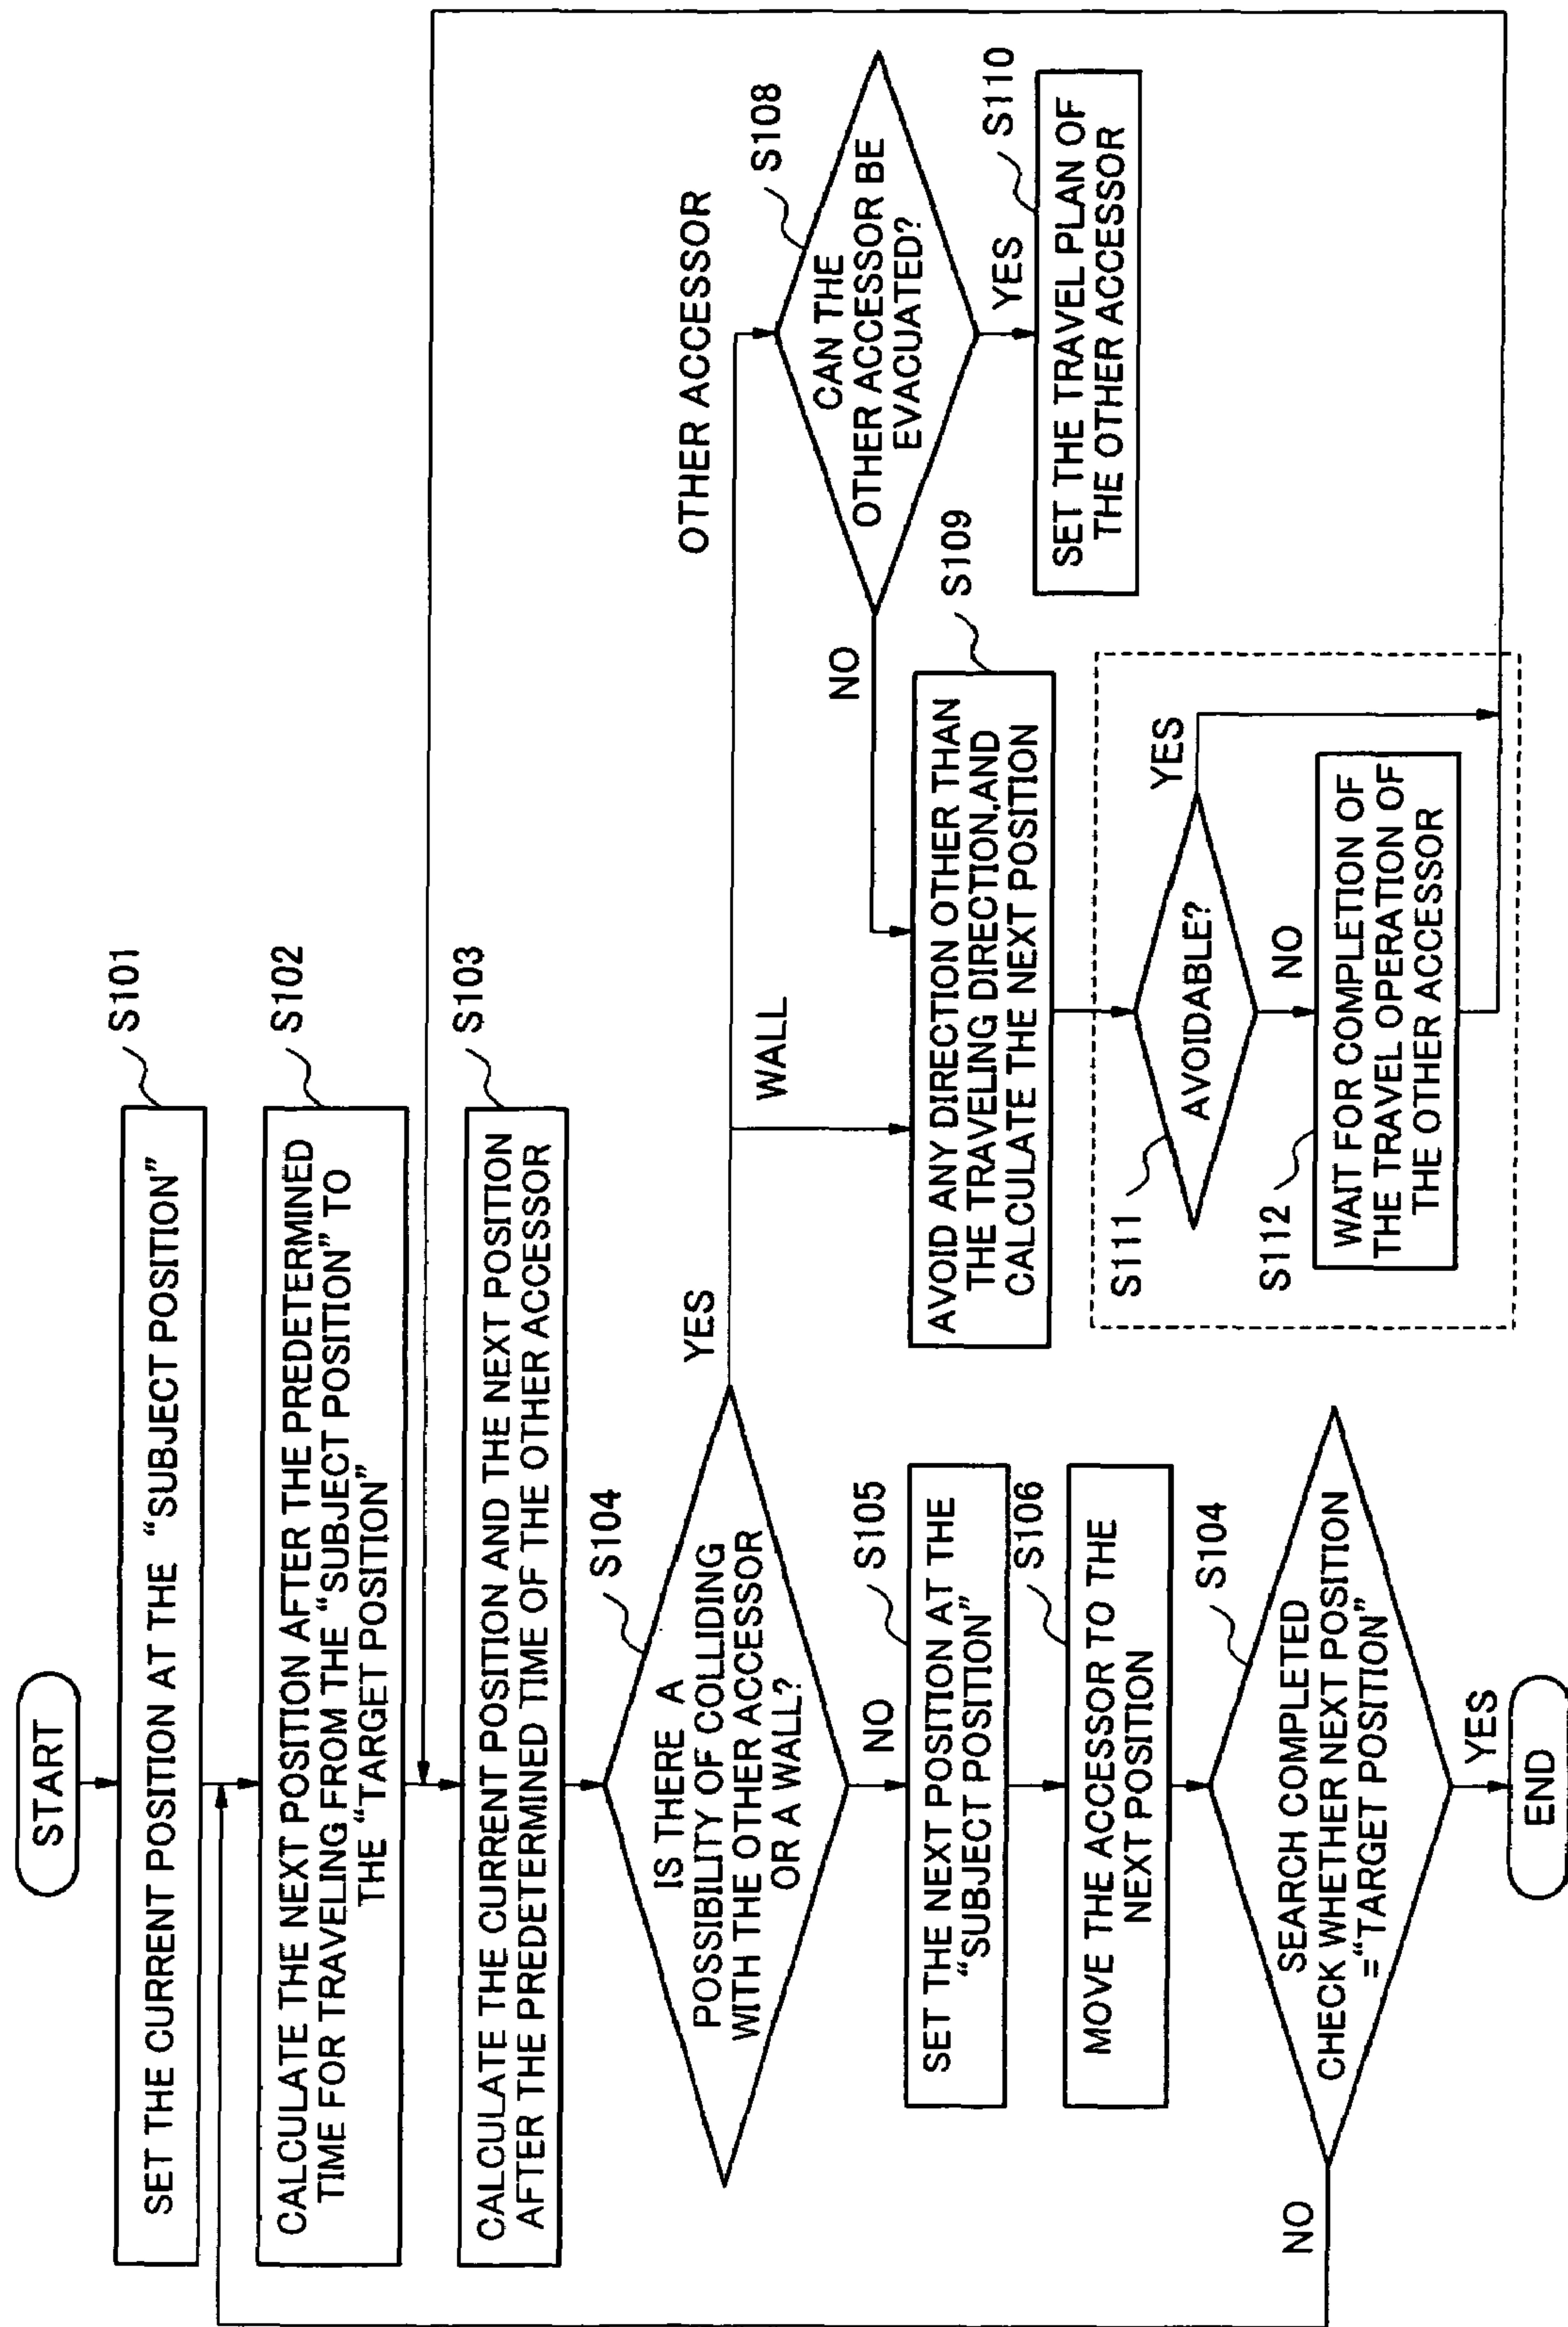 START
S101
SET THE CURRENT POSITION AT THE “SUBJECT POSITION”
S102
CALCULATE THE NEXT POSITION AFTER THE PREDETERMINED
TIME FOR TRAVELING FROM THE “SUBJECT POSITION” TO
THE “TARGET POSITION”
S103
CALCULATE THE CURRENT POSITION AND THE NEXT POSITION
AFTER THE PREDETERMINED TIME OF THE OTHER ACCESSOR
S104
IS THERE A
POSSIBILITY OF COLLIDING
WITH THE OTHER ACCESSOR
OR A WALL?
YES
NO
S105
SET THE NEXT POSITION AT THE
“SUBJECT POSITION”
S106
MOVE THE ACCESSOR TO THE
NEXT POSITION
S104
SEARCH COMPLETED
CHECK WHETHER NEXT POSITION
=“TARGET POSITION”
NO
YES
END
WALL
OTHER ACCESSOR
S108
CAN THE
OTHER ACCESSOR BE
EVACUATED?
NO
YES
S110
SET THE TRAVEL PLAN OF
THE OTHER ACCESSOR
S109
AVOID ANY DIRECTION OTHER THAN
THE TRAVELING DIRECTION,AND
CALCULATE THE NEXT POSITION
S111
AVOIDABLE?
YES
NO
S112
WAIT FOR COMPLETION OF
THE TRAVEL OPERATION OF
THE OTHER ACCESSOR